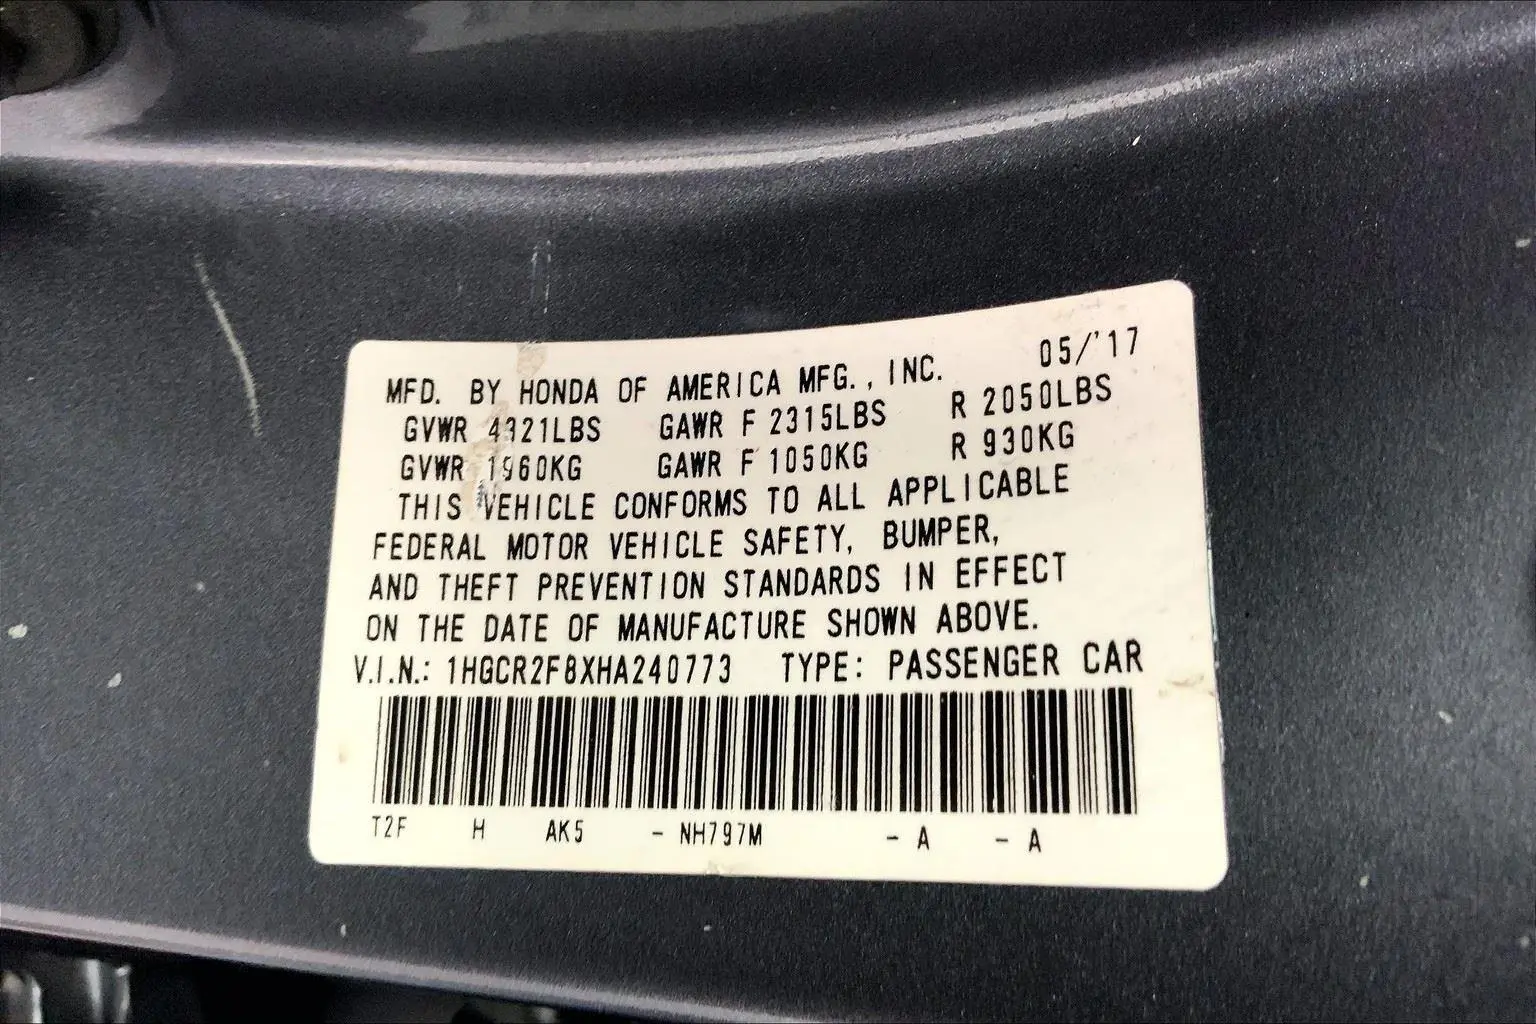 MFD. BY HONDA OF AMERICA MFG., INC. 05/'17
GVWR 4321LBS GAWR F 2315LBS R 2050LBS
GVWR 1960KG GAWR F 1050KG R 930KG
THIS VEHICLE CONFORMS TO ALL APPLICABLE
FEDERAL MOTOR VEHICLE SAFETY, BUMPER,
AND THEFT PREVENTION STANDARDS IN EFFECT
ON THE DATE OF MANUFACTURE SHOWN ABOVE.
V.I.N.: 1HGCR2F8XHA240773 TYPE: PASSENGER CAR
T2F H AK5 - NH797M - A - A